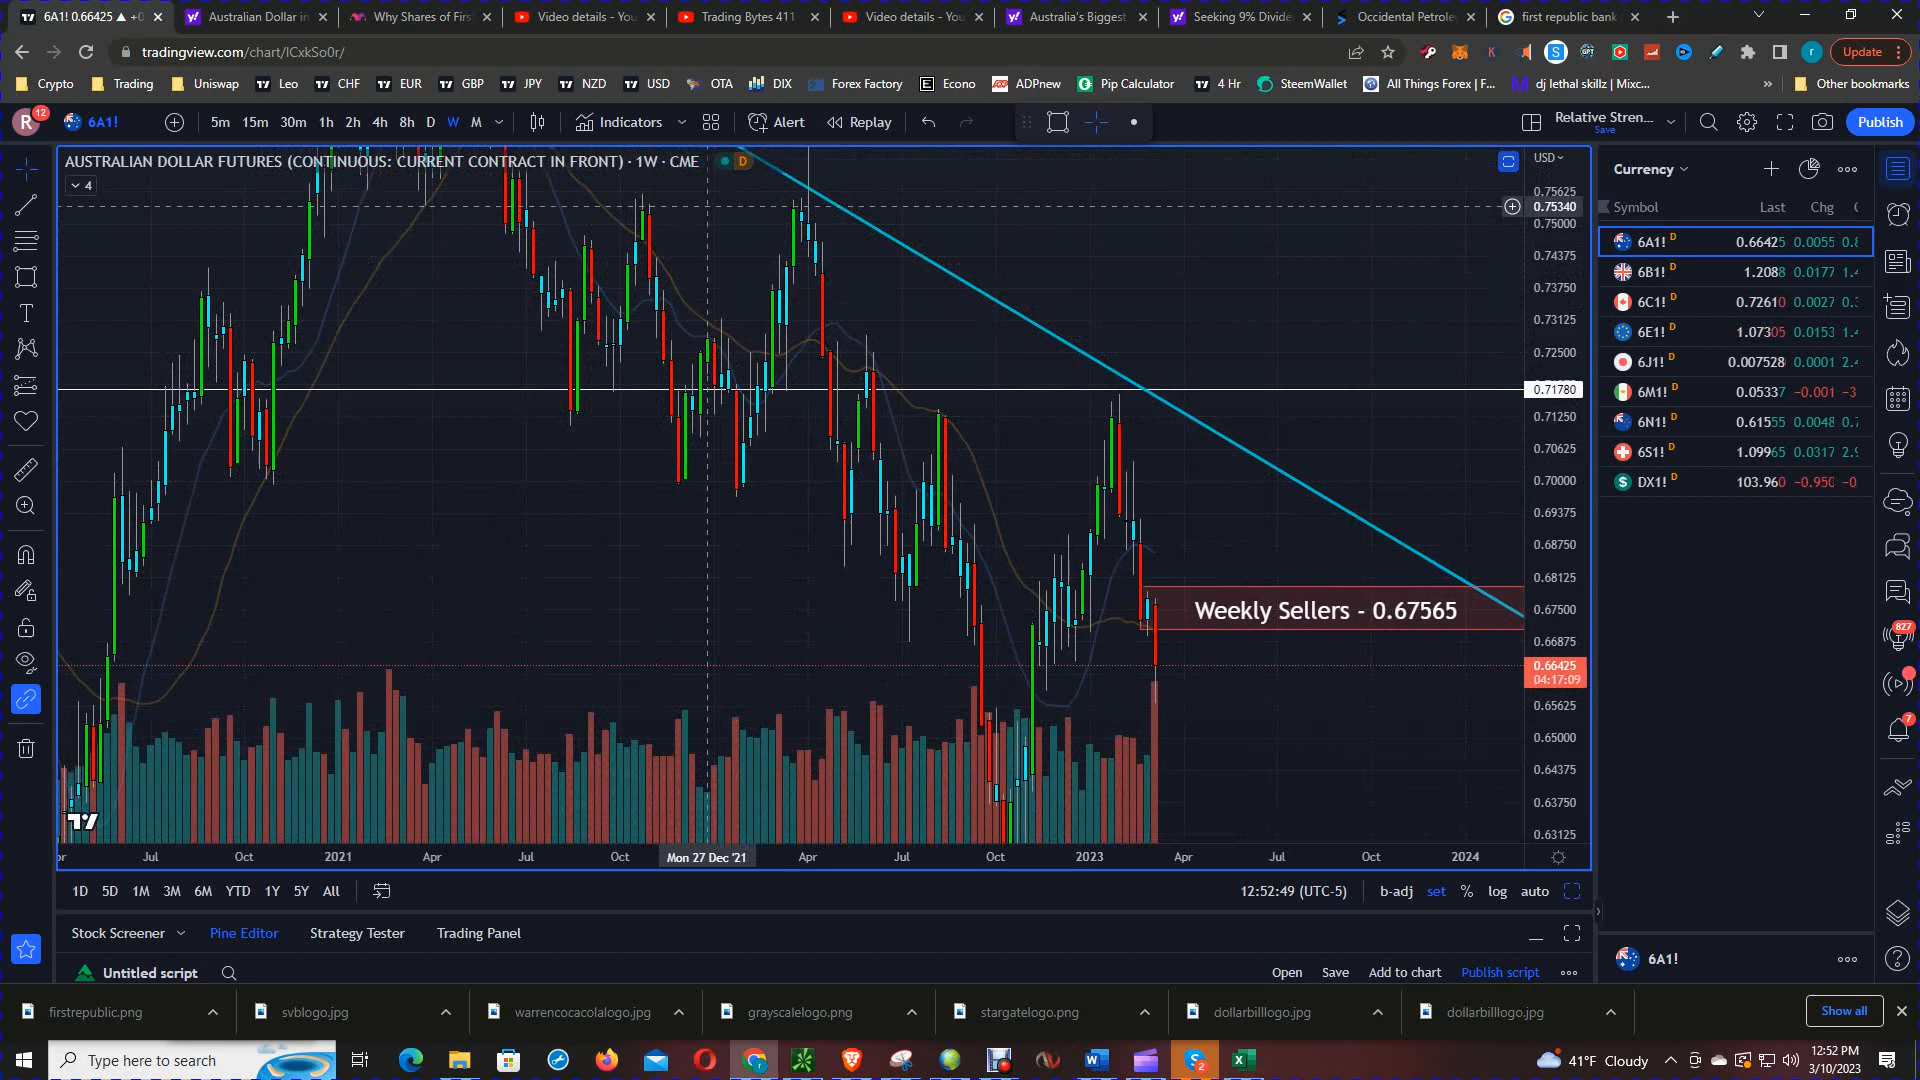 6A1! 0.66425 ▲ +0
Australian Dollar in
Why Shares of Firs
Video details - You
Trading Bytes 411
Video details - You
Australia's Biggest
Seeking 9% Divide
Occidental Petrole
first republic bank
tradingview.com/chart/lCxkSo0r/
Update
Crypto
Trading
Uniswap
Leo
CHF
EUR
GBP
JPY
NZD
USD
OTA
DIX
Forex Factory
Econo
ADPnew
Pip Calculator
4 Hr
SteemWallet
All Things Forex | F...
dj lethal skillz | Mixc...
»
Other bookmarks
R 12
6A1!
5m 15m 30m 1h 2h 4h 8h D W M
Indicators
Alert
Replay
Relative Stren...
Save
Publish
AUSTRALIAN DOLLAR FUTURES (CONTINUOUS: CURRENT CONTRACT IN FRONT) · 1W · CME
D
4
USD
0.75625
0.75340
0.75000
0.74375
0.73750
0.73125
0.72500
0.71780
0.71250
0.70625
0.70000
0.69375
0.68750
0.68125
0.67500
0.66875
0.66425
04:17:09
0.65625
0.65000
0.64375
0.63750
0.63125
Weekly Sellers - 0.67565
Jul
Oct
2021
Apr
Jul
Oct
Mon 27 Dec '21
Apr
Jul
Oct
2023
Apr
Jul
Oct
2024
1D 5D 1M 3M 6M YTD 1Y 5Y All
12:52:49 (UTC-5)
b-adj set % log auto
Stock Screener
Pine Editor
Strategy Tester
Trading Panel
Untitled script
Open
Save
Add to chart
Publish script
Currency
Symbol Last Chg
6A1! D 0.66425 0.0055
6B1! D 1.2088 0.0177
6C1! D 0.72610 0.0027
6E1! D 1.07305 0.0153
6J1! D 0.007528 0.0001
6M1! D 0.05337 -0.001
6N1! D 0.61555 0.0048
6S1! D 1.09965 0.0317
DX1! D 103.960 -0.950
827
7
6A1!
firstrepublic.png
svblogo.jpg
warrencocacolalogo.jpg
grayscalelogo.png
stargatelogo.png
dollarbilllogo.jpg
dollarbilllogo.jpg
Show all
Type here to search
41°F Cloudy
12:52 PM
3/10/2023